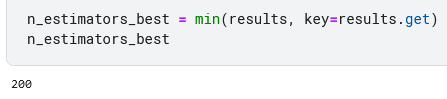 n_estimators_best = min(results, key=results.get)
n_estimators_best
200